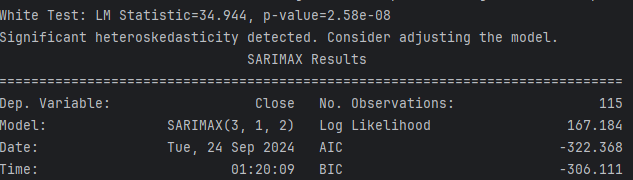 White Test: LM Statistic=34.944, p-value=2.58e-08
Significant heteroskedasticity detected. Consider adjusting the model.
SARIMAX Results
==============================================================================
Dep. Variable: Close No. Observations: 115
Model: SARIMAX(3, 1, 2) Log Likelihood 167.184
Date: Tue, 24 Sep 2024 AIC -322.368
Time: 01:20:09 BIC -306.111